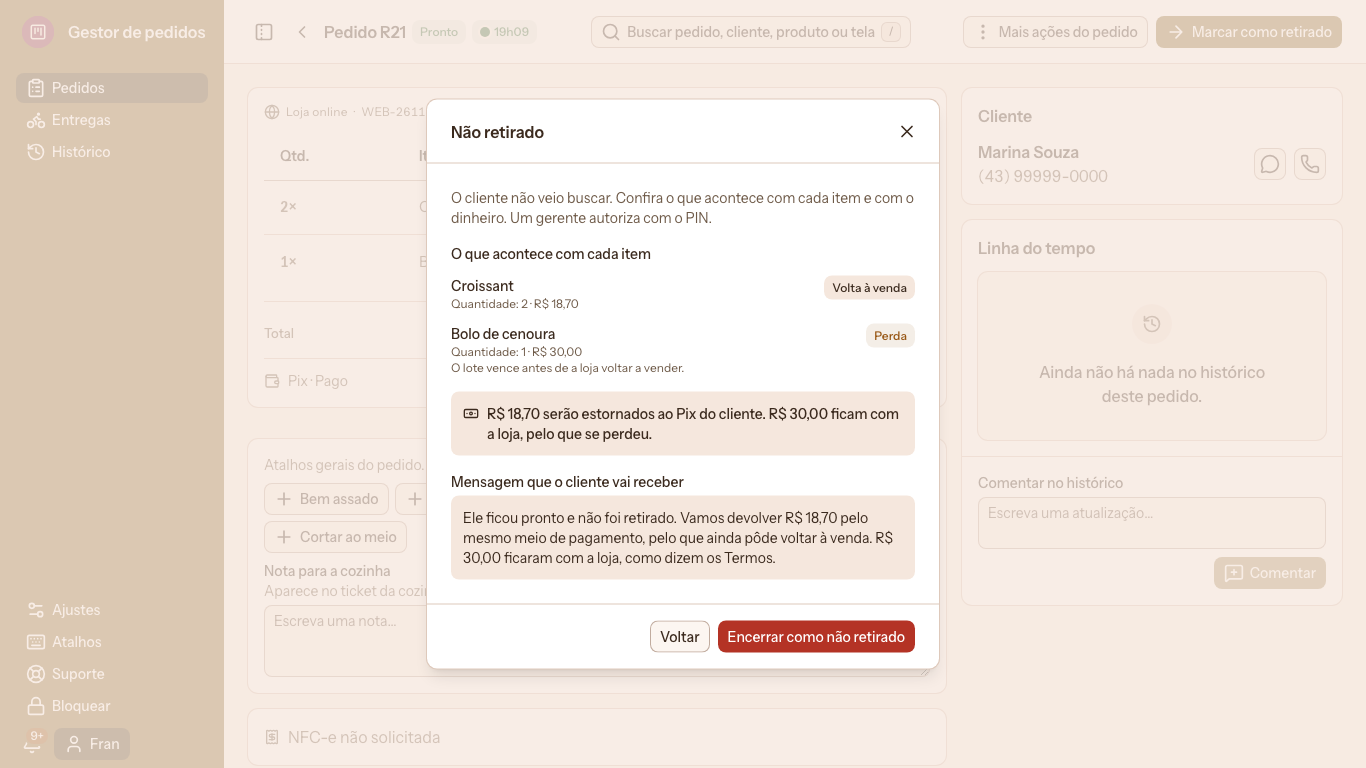 Gestor de pedidos
Pedido R21
Pronto
19h09
Buscar pedido, cliente, produto ou tela
/
Mais ações do pedido
Marcar como retirado
Pedidos
Entregas
Histórico
Loja online · WEB-2611
Qtd.
2×
1×
Total
Pix · Pago
Atalhos gerais do pedido.
Bem assado
Cortar ao meio
Nota para a cozinha
Aparece no ticket da cozi
Escreva uma nota...
NFC-e não solicitada
Não retirado
O cliente não veio buscar. Confira o que acontece com cada item e com o
dinheiro. Um gerente autoriza com o PIN.
O que acontece com cada item
Croissant
Volta à venda
Quantidade: 2 · R$ 18,70
Bolo de cenoura
Perda
Quantidade: 1 · R$ 30,00
O lote vence antes de a loja voltar a vender.
R$ 18,70 serão estornados ao Pix do cliente. R$ 30,00 ficam com
a loja, pelo que se perdeu.
Mensagem que o cliente vai receber
Ele ficou pronto e não foi retirado. Vamos devolver R$ 18,70 pelo
mesmo meio de pagamento, pelo que ainda pôde voltar à venda. R$
30,00 ficaram com a loja, como dizem os Termos.
Voltar
Encerrar como não retirado
Cliente
Marina Souza
(43) 99999-0000
Linha do tempo
Ainda não há nada no histórico
deste pedido.
Comentar no histórico
Escreva uma atualização...
Comentar
Ajustes
Atalhos
Suporte
Bloquear
9+
Fran